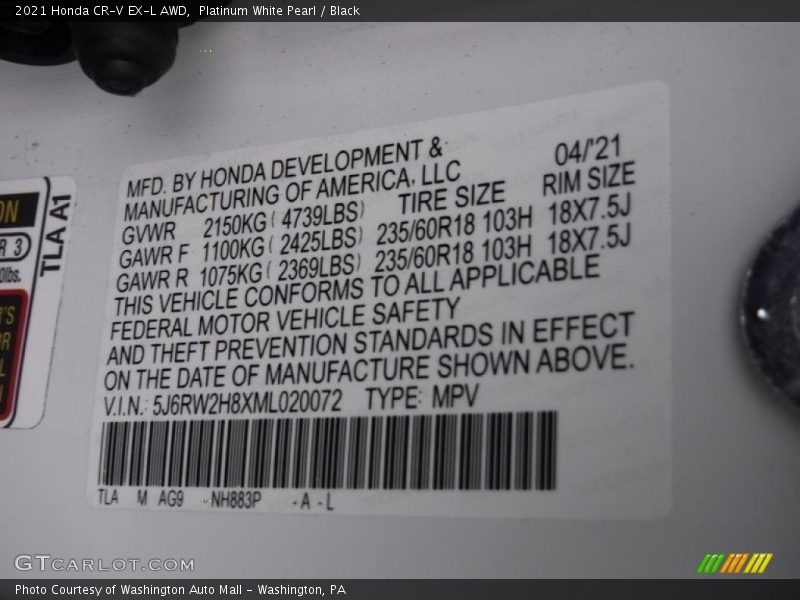 2021 Honda CR-V EX-L AWD, Platinum White Pearl / Black
MFD. BY HONDA DEVELOPMENT &
MANUFACTURING OF AMERICA, LLC 04/'21
GVWR 2150KG ( 4739LBS) TIRE SIZE RIM SIZE
GAWR F 1100KG ( 2425LBS) 235/60R18 103H 18X7.5J
GAWR R 1075KG ( 2369LBS) 235/60R18 103H 18X7.5J
THIS VEHICLE CONFORMS TO ALL APPLICABLE
FEDERAL MOTOR VEHICLE SAFETY
AND THEFT PREVENTION STANDARDS IN EFFECT
ON THE DATE OF MANUFACTURE SHOWN ABOVE.
V.I.N.: 5J6RW2H8XML020072 TYPE: MPV
TLA M AG9 -NH883P -A -L
TLA A1
R 3
0lbs.
GTCARLOT.COM
Photo Courtesy of Washington Auto Mall - Washington, PA